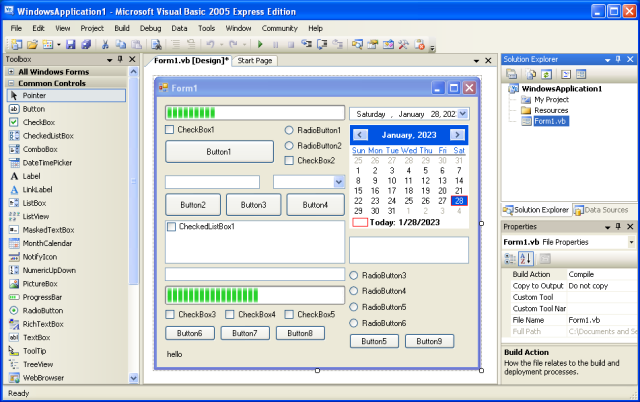 WindowsApplication1 - Microsoft Visual Basic 2005 Express Edition
File Edit View Project Build Debug Data Tools Window Community Help
Toolbox
All Windows Forms
Common Controls
Pointer
Button
CheckBox
CheckedListBox
ComboBox
DateTimePicker
Label
LinkLabel
ListBox
ListView
MaskedTextBox
MonthCalendar
NotifyIcon
NumericUpDown
PictureBox
ProgressBar
RadioButton
RichTextBox
TextBox
ToolTip
TreeView
WebBrowser
Form1.vb [Design]* Start Page
Form1
CheckBox1
RadioButton1
RadioButton2
CheckBox2
Button1
Button2 Button3 Button4
CheckedListBox1
CheckBox3 CheckBox4 CheckBox5
Button6 Button7 Button8
hello
Saturday , January 28, 202
January, 2023
Sun Mon Tue Wed Thu Fri Sat
25 26 27 28 29 30 31
1 2 3 4 5 6 7
8 9 10 11 12 13 14
15 16 17 18 19 20 21
22 23 24 25 26 27 28
29 30 31 1 2 3 4
Today: 1/28/2023
RadioButton3
RadioButton4
RadioButton5
RadioButton6
Button5 Button9
Solution Explorer
WindowsApplication1
My Project
Resources
Form1.vb
Solution Explorer Data Sources
Properties
Form1.vb File Properties
Build Action Compile
Copy to Output Do not copy
Custom Tool
Custom Tool Nar
File Name Form1.vb
Full Path C:\Documents and Se
Build Action
How the file relates to the build and
deployment processes.
Ready